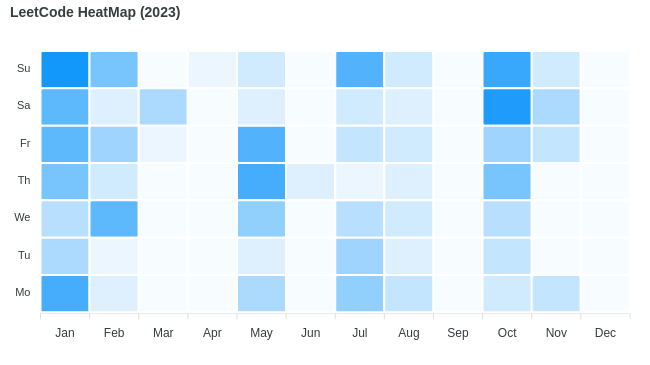 LeetCode HeatMap (2023)
Su
Sa
Fr
Th
We
Tu
Mo
Jan Feb Mar Apr May Jun Jul Aug Sep Oct Nov Dec